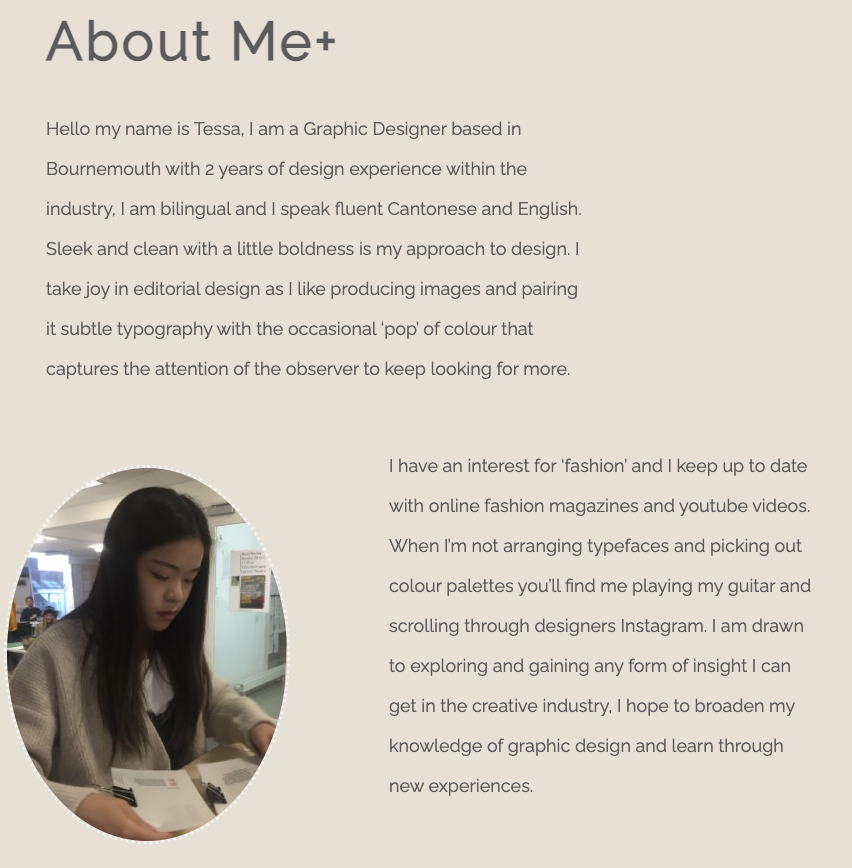 About Me+
Hello my name is Tessa, I am a Graphic Designer based in
Bournemouth with 2 years of design experience within the
industry, I am bilingual and I speak fluent Cantonese and English.
Sleek and clean with a little boldness is my approach to design. I
take joy in editorial design as I like producing images and pairing
it subtle typography with the occasional ‘pop’ of colour that
captures the attention of the observer to keep looking for more.
I have an interest for ‘fashion’ and I keep up to date
with online fashion magazines and youtube videos.
When I’m not arranging typefaces and picking out
colour palettes you’ll find me playing my guitar and
scrolling through designers Instagram. I am drawn
to exploring and gaining any form of insight I can
get in the creative industry, I hope to broaden my
knowledge of graphic design and learn through
new experiences.